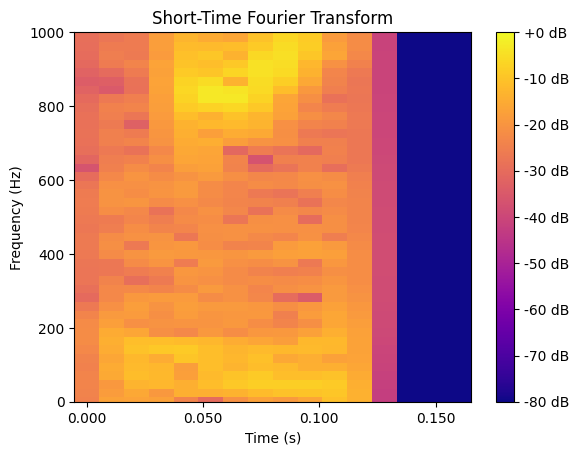 Short-Time Fourier Transform
1000
800
600
400
200
0
Frequency (Hz)
0.000
0.050
0.100
0.150
Time (s)
+0 dB
-10 dB
-20 dB
-30 dB
-40 dB
-50 dB
-60 dB
-70 dB
-80 dB